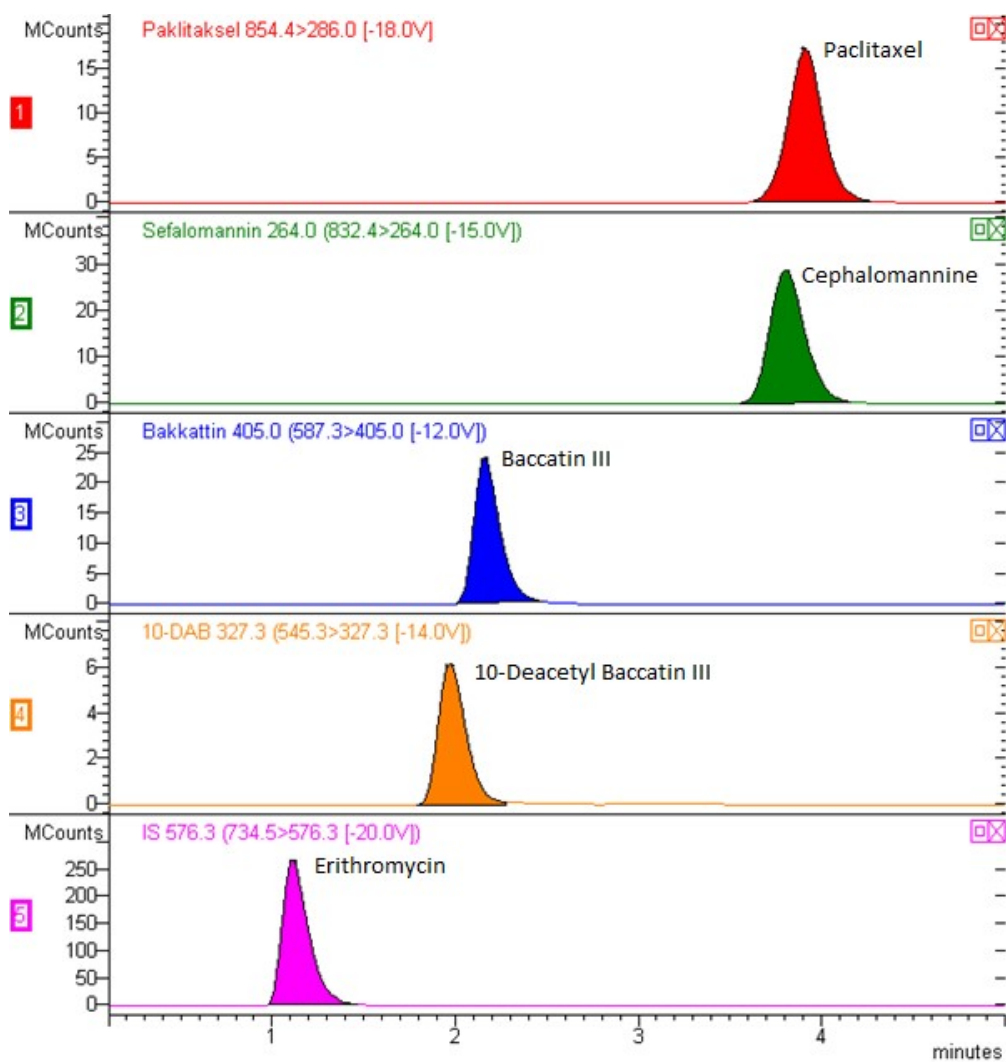 MCounts
Paklitaksel 854.4>286.0 [-18.0V]
Paclitaxel
15
10
5
0
1
MCounts
Sefalomannin 264.0 (832.4>264.0 [-15.0V])
Cephalomannine
30
20
10
0
2
MCounts
Bakkattin 405.0 (587.3>405.0 [-12.0V])
Baccatin III
25
20
15
10
5
0
3
MCounts
10-DAB 327.3 (545.3>327.3 [-14.0V])
10-Deacetyl Baccatin III
6
4
2
0
4
MCounts
IS 576.3 (734.5>576.3 [-20.0V])
Erithromycin
250
200
150
100
50
0
5
1 2 3 4
minutes